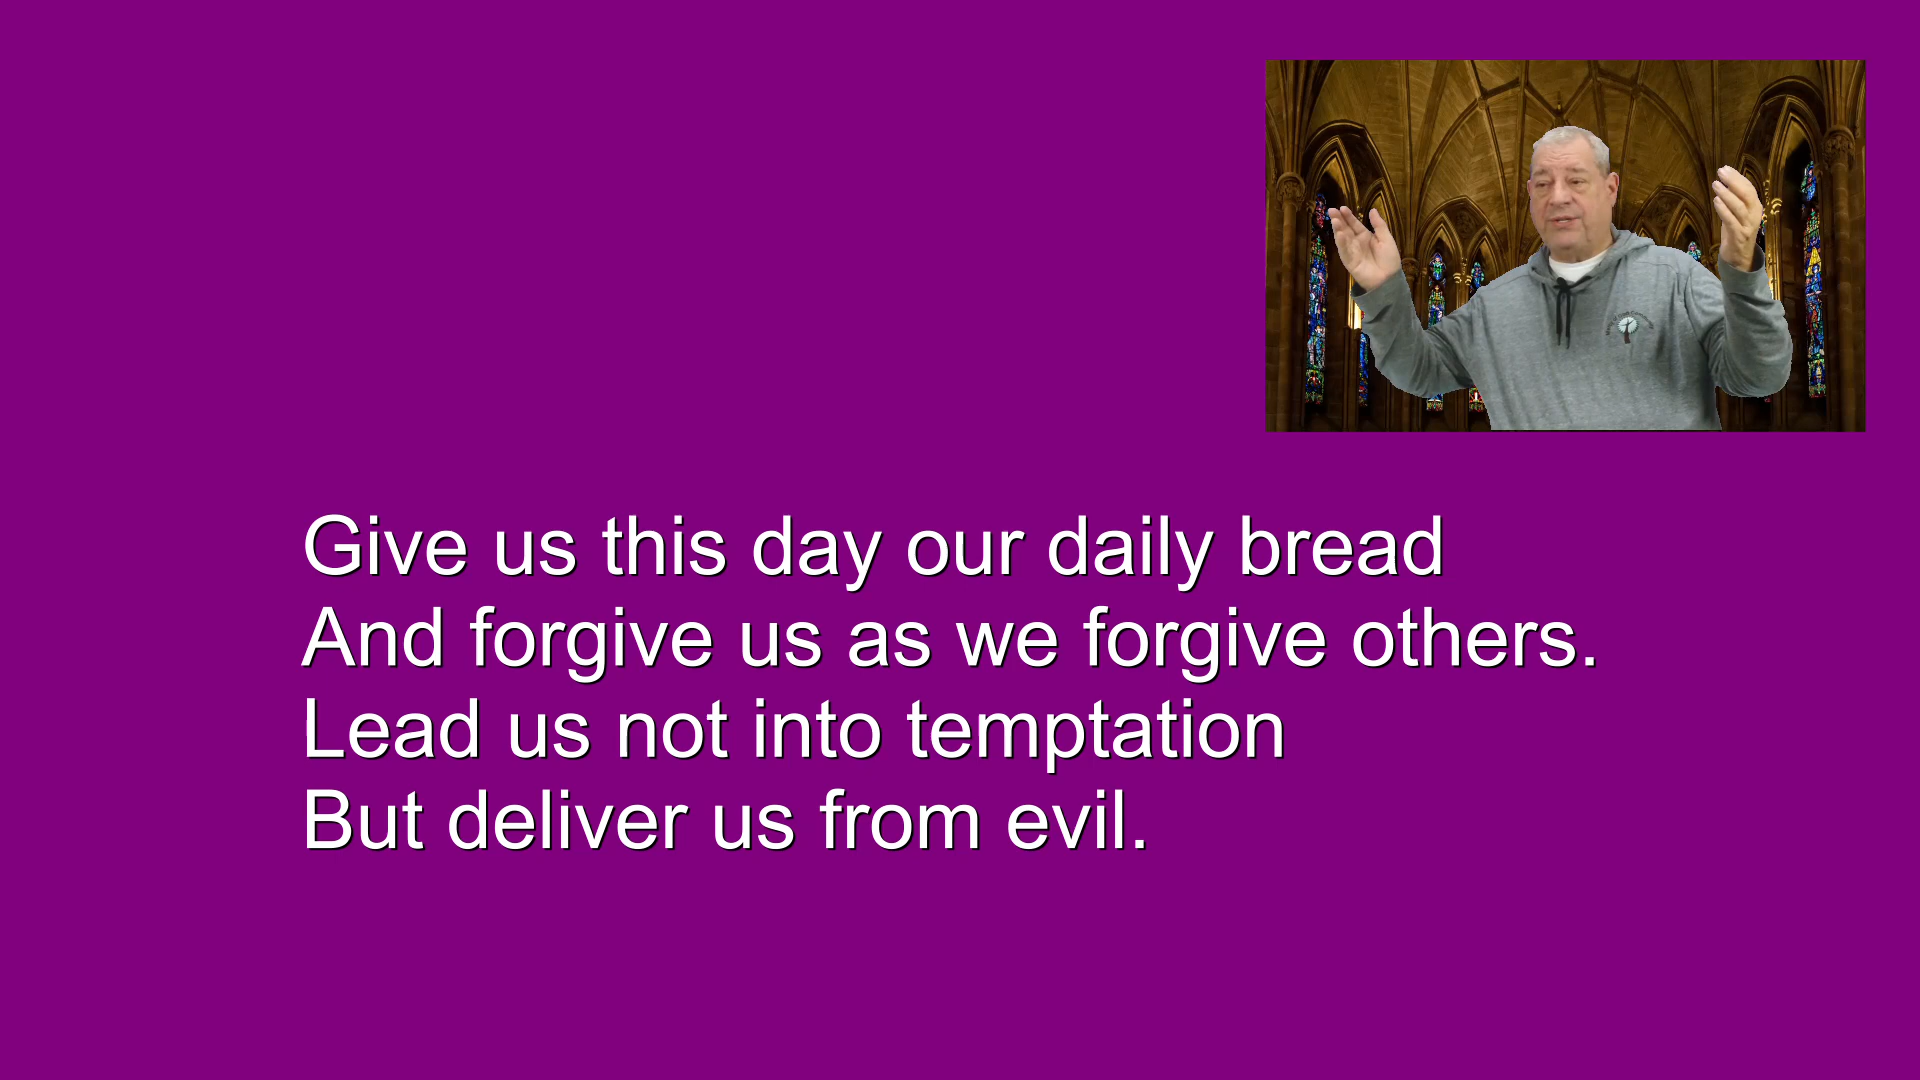 Give us this day our daily bread
And forgive us as we forgive others.
Lead us not into temptation
But deliver us from evil.